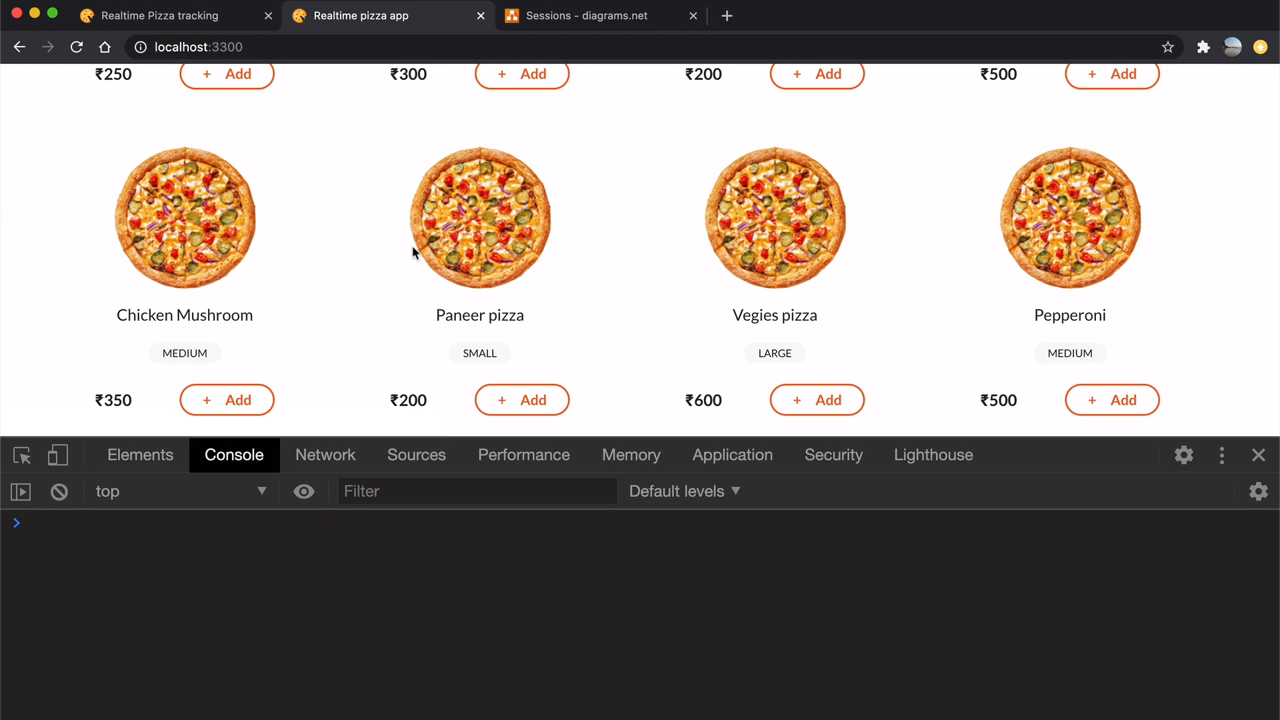 Realtime Pizza tracking
Realtime pizza app
Sessions - diagrams.net
localhost:3300
₹250 + Add ₹300 + Add ₹200 + Add ₹500 + Add
Chicken Mushroom Paneer pizza Vegies pizza Pepperoni
MEDIUM SMALL LARGE MEDIUM
₹350 + Add ₹200 + Add ₹600 + Add ₹500 + Add
Elements Console Network Sources Performance Memory Application Security Lighthouse
top Filter Default levels